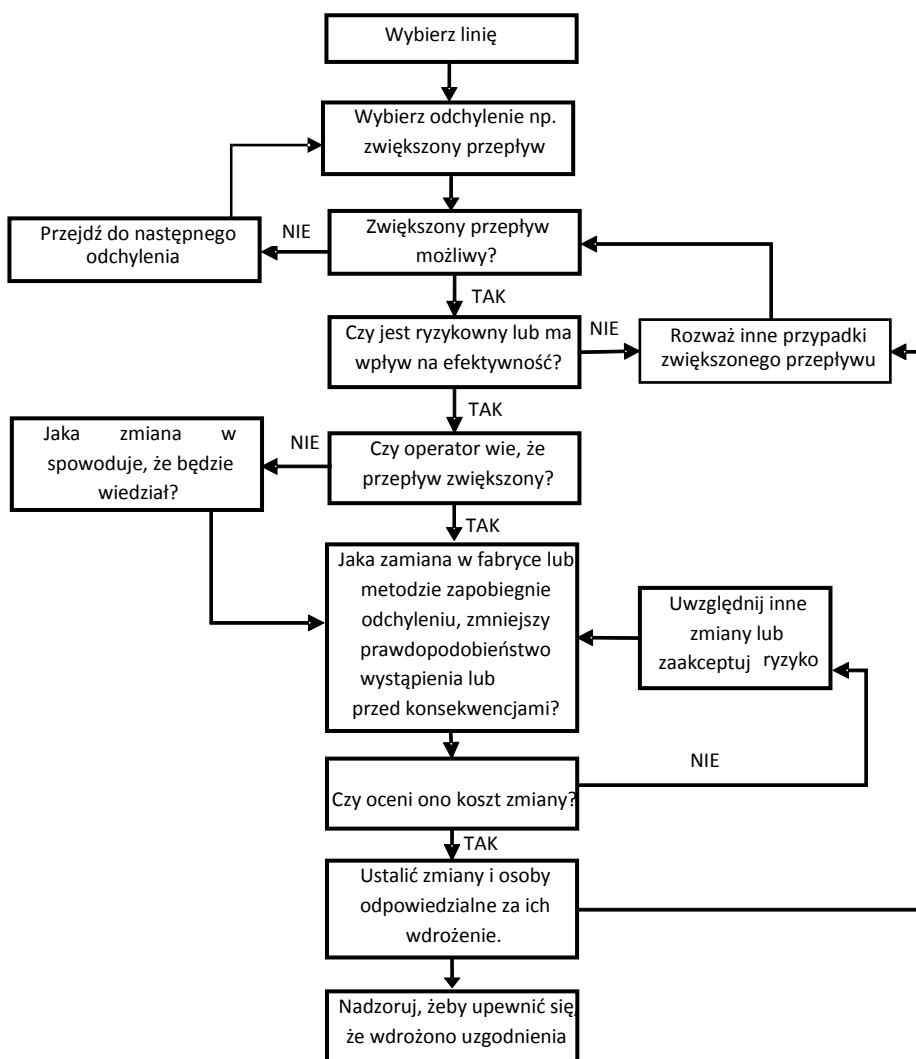 Wybierz linię
Wybierz odchylenie np.
zwiększony przepływ
Przejdź do następnego
odchylenia
NIE
Zwiększony przepływ
możliwy?
TAK
Czy jest ryzykowny lub ma
wpływ na efektywność?
NIE
Rozważ inne przypadki
zwiększonego przepływu
TAK
Jaka zmiana w
spowoduje, że będzie
wiedział?
NIE
Czy operator wie, że
przepływ zwiększony?
TAK
Jaka zamiana w fabryce lub
metodzie zapobiegnie
odchyleniu, zmniejszy
prawdopodobieństwo
wystąpienia lub
przed konsekwencjami?
Uwzględnij inne
zmiany lub
zaakceptuj ryzyko
NIE
Czy oceni ono koszt zmiany?
TAK
Ustalić zmiany i osoby
odpowiedzialne za ich
wdrożenie.
Nadzoruj, żeby upewnić się,
że wdrożono uzgodnienia